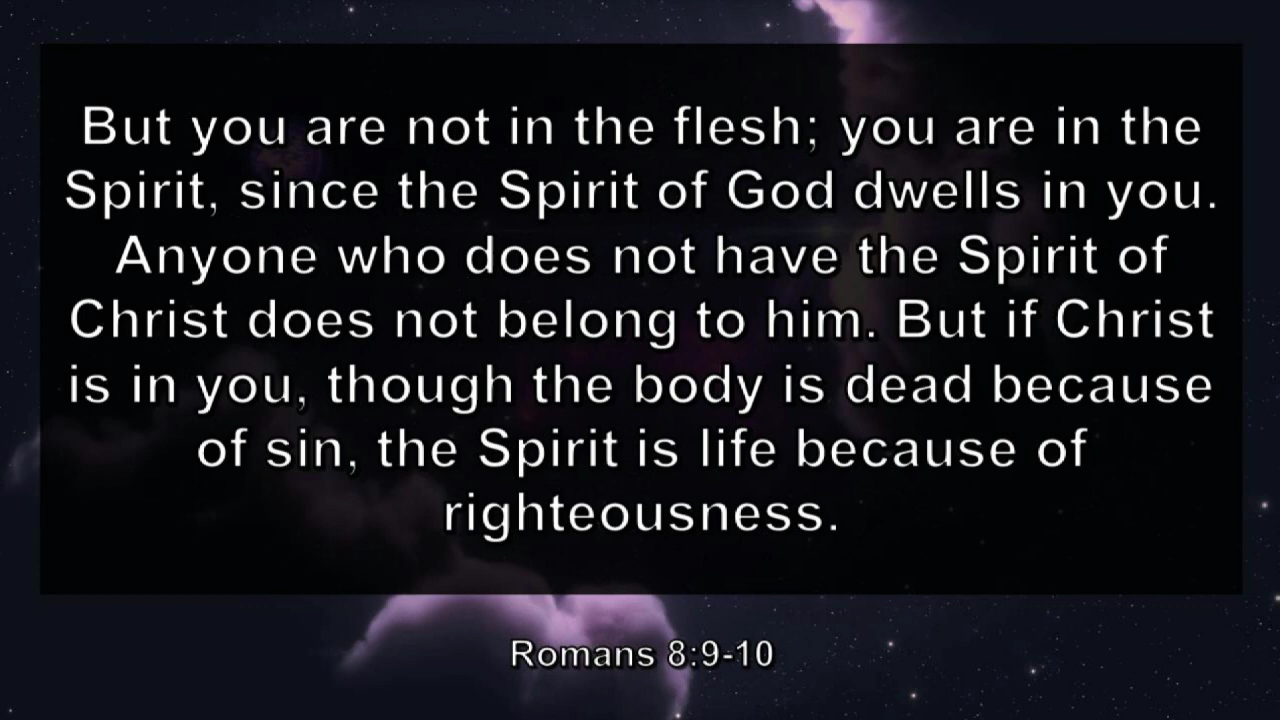 But you are not in the flesh; you are in the
Spirit, since the Spirit of God dwells in you.
Anyone who does not have the Spirit of
Christ does not belong to him. But if Christ
is in you, though the body is dead because
of sin, the Spirit is life because of
righteousness.
Romans 8:9-10